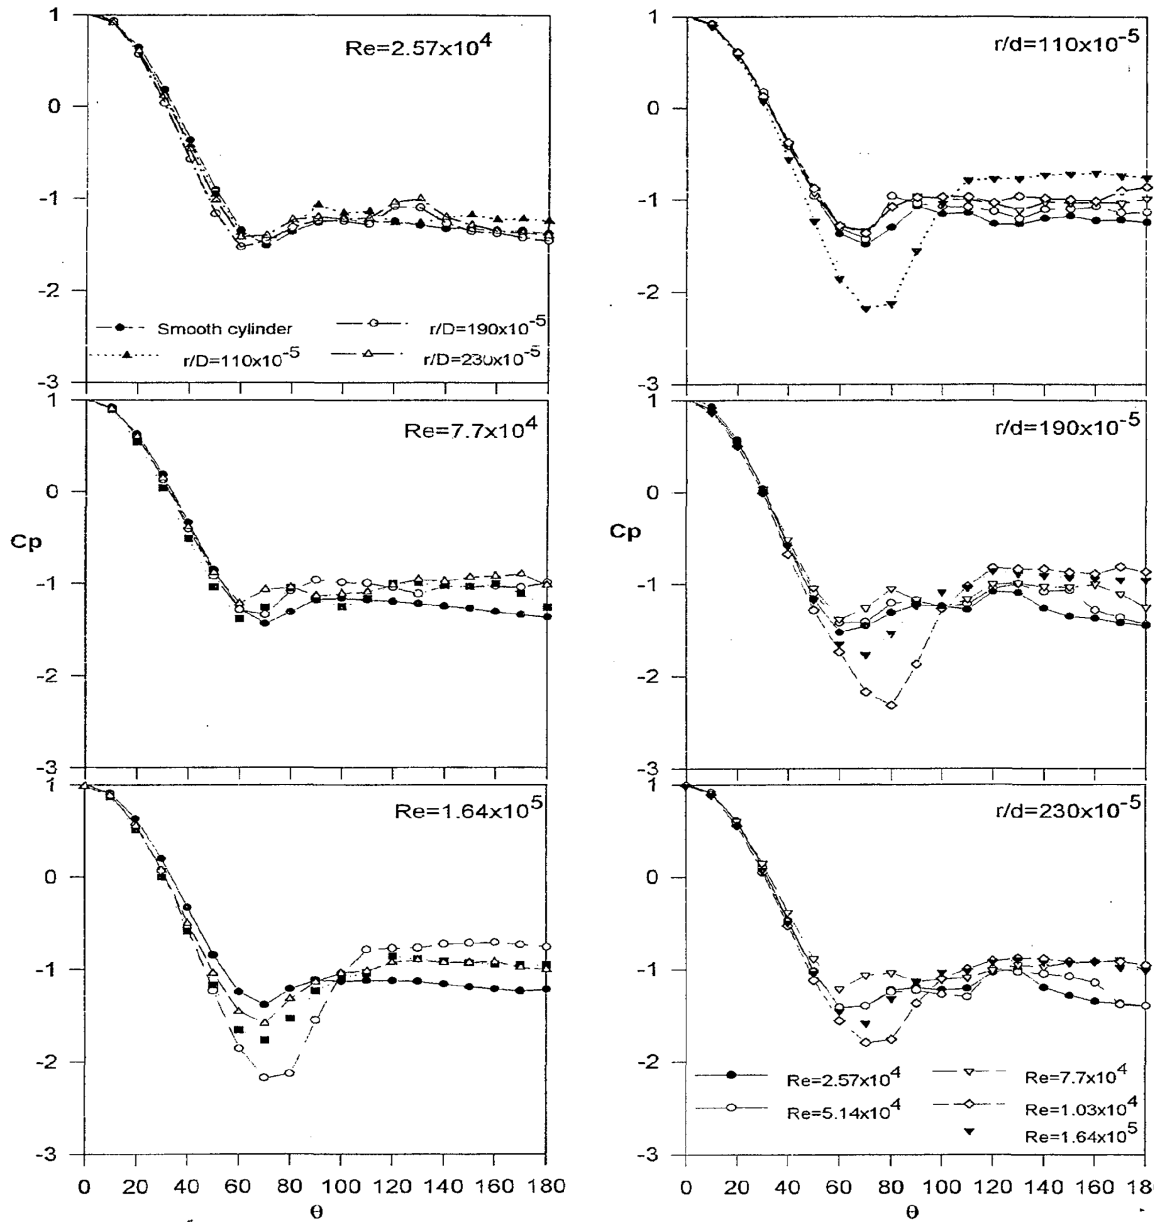 1
0
-1
-2
-3
Re=2.57x10^4
Smooth cylinder
r/D=190x10^-5
r/D=110x10^-5
r/D=230x10^-5
1
0
-1
-2
-3
r/d=110x10^-5
1
0
Cp
-1
-2
-3
Re=7.7x10^4
1
0
Cp
-1
-2
-3
r/d=190x10^-5
1
0
-1
-2
-3
Re=1.64x10^5
0 20 40 60 80 100 120 140 160 180
Θ
1
0
-1
-2
-3
r/d=230x10^-5
Re=2.57x10^4
Re=7.7x10^4
Re=5.14x10^4
Re=1.03x10^4
Re=1.64x10^5
0 20 40 60 80 100 120 140 160 180
Θ